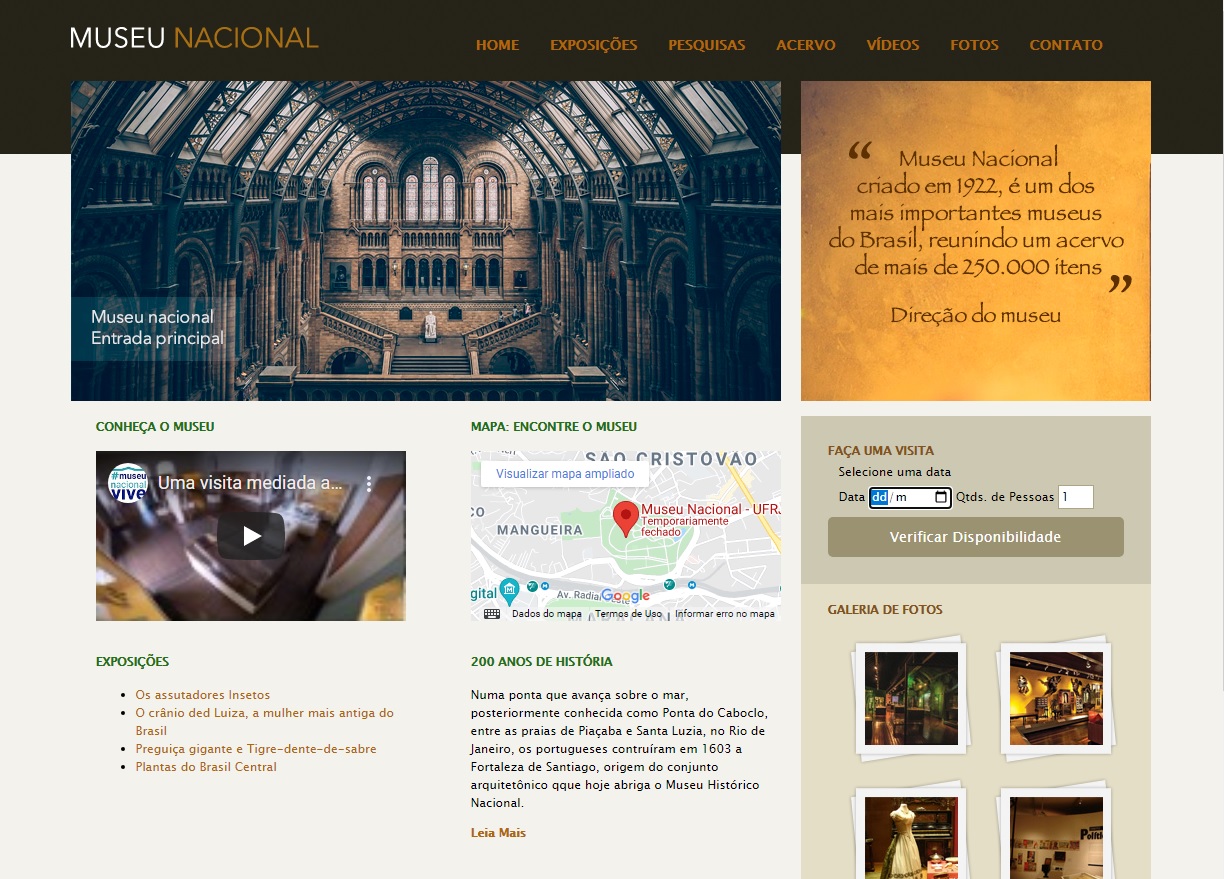 MUSEU NACIONAL
HOME EXPOSIÇÕES PESQUISAS ACERVO VÍDEOS FOTOS CONTATO
Museu nacional
Entrada principal
“ Museu Nacional
criado em 1922, é um dos
mais importantes museus
do Brasil, reunindo um acervo
de mais de 250.000 itens ”
Direção do museu
CONHEÇA O MUSEU
#museu
nacional
vive
Uma visita mediada a...
MAPA: ENCONTRE O MUSEU
SÃO CRISTÓVÃO
Visualizar mapa ampliado
CO
MANGUEIRA
Museu Nacional - UFRJ
Temporariamente
fechado
gital
Av. Radial Este
Google
MARACANÃ
Dados do mapa Termos de Uso Informar erro no mapa
FAÇA UMA VISITA
Selecione uma data
Data dd/m Qtds. de Pessoas 1
Verificar Disponibilidade
GALERIA DE FOTOS
EXPOSIÇÕES
Os assutadores Insetos
O crânio ded Luiza, a mulher mais antiga do
Brasil
Preguiça gigante e Tigre-dente-de-sabre
Plantas do Brasil Central
200 ANOS DE HISTÓRIA
Numa ponta que avança sobre o mar,
posteriormente conhecida como Ponta do Caboclo,
entre as praias de Piaçaba e Santa Luzia, no Rio de
Janeiro, os portugueses contruíram em 1603 a
Fortaleza de Santiago, origem do conjunto
arquitetônico qque hoje abriga o Museu Histórico
Nacional.
Leia Mais